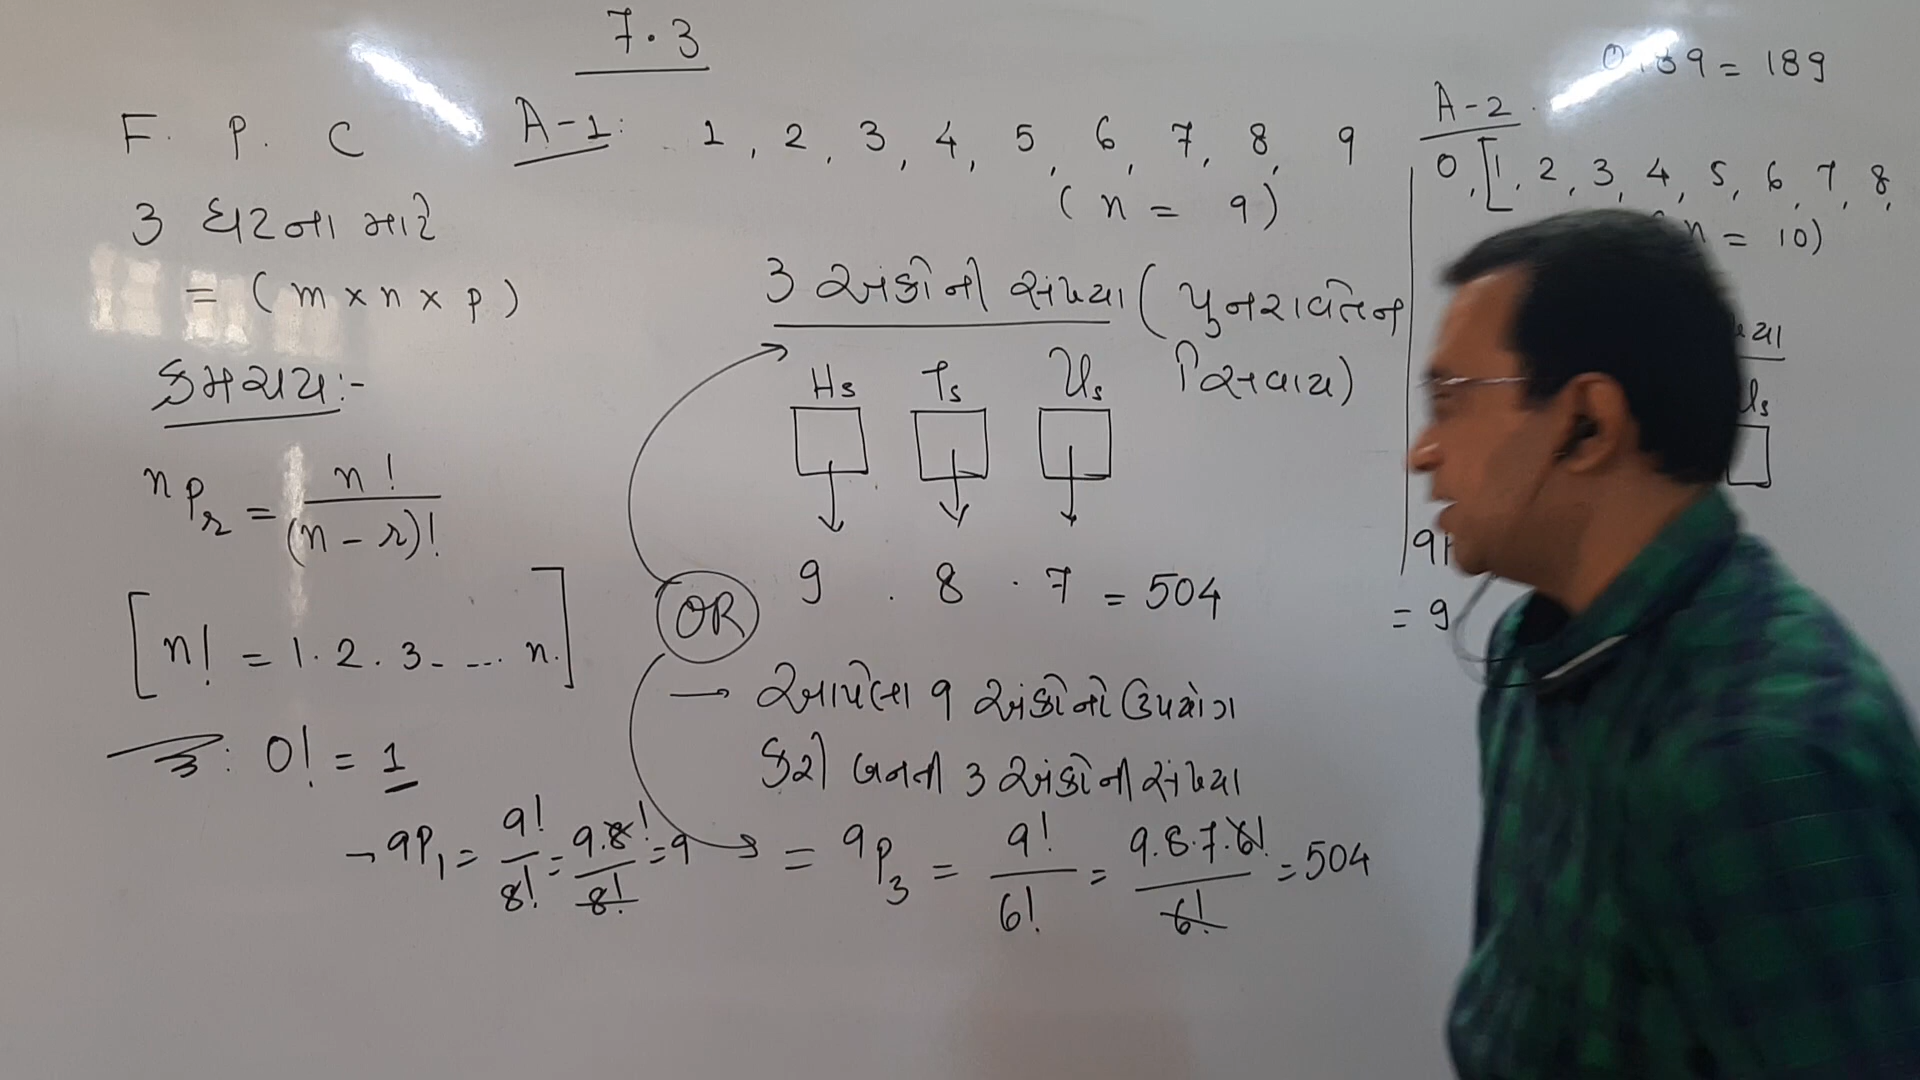 7.3
F. P. C
3 ઘટના માટે
= (m × n × p)
ક્રમચય:-
nPr = n! / (n - r)!
[n! = 1. 2. 3. - ... n.]
0! = 1
→ 9P1 = 9! / 8! = 9.8! / 8! = 9
A-1: 1, 2, 3, 4, 5, 6, 7, 8, 9
(n = 9)
3 અંકોની સંખ્યા (પુનરાવર્તન
સિવાય)
Hs Ts Us
9 . 8 . 7 = 504
OR
→ આપેલા 9 અંકોનો ઉપયોગ
કરી બનતી 3 અંકોની સંખ્યા
= 9P3 = 9! / 6! = 9.8.7.6! / 6! = 504
= 189
A-2.
0, [1, 2, 3, 4, 5, 6, 7, 8,
n = 10)
= 9